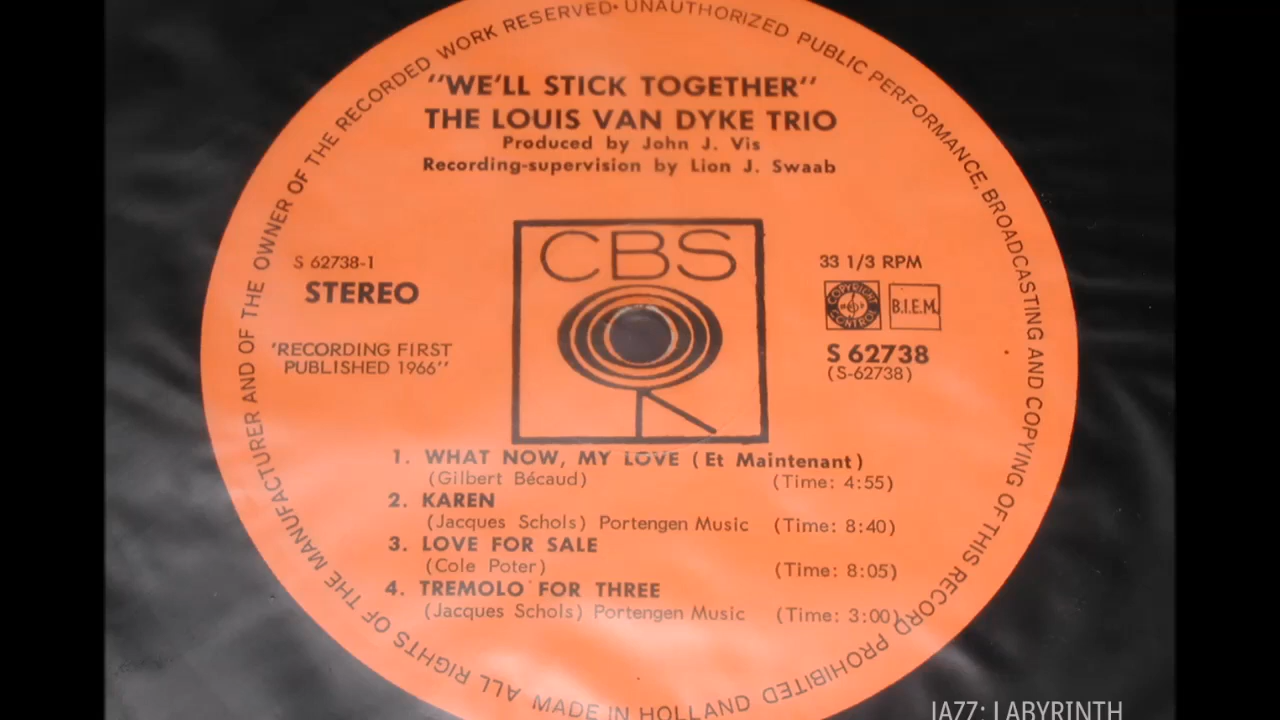 ALL RIGHTS OF THE MANUFACTURER AND OF THE OWNER OF THE RECORDED WORK RESERVED• UNAUTHORIZED PUBLIC PERFORMANCE, BROADCASTING AND COPYING OF THIS RECORD PROHIBITED
"WE'LL STICK TOGETHER"
THE LOUIS VAN DYKE TRIO
Produced by John J. Vis
Recording-supervision by Lion J. Swaab
CBS
S 62738-1
STEREO
'RECORDING FIRST
PUBLISHED 1966"
33 1/3 RPM
COPYRIGHT CONTROL
B.I.E.M.
S 62738
(S-62738)
1. WHAT NOW, MY LOVE (Et Maintenant)
(Gilbert Bécaud) (Time: 4:55)
2. KAREN
(Jacques Schols) Portengen Music (Time: 8:40)
3. LOVE FOR SALE
(Cole Poter) (Time: 8:05)
4. TREMOLO FOR THREE
(Jacques Schols) Portengen Music (Time: 3:00)
MADE IN HOLLAND
JAZZ: LABYRINTH